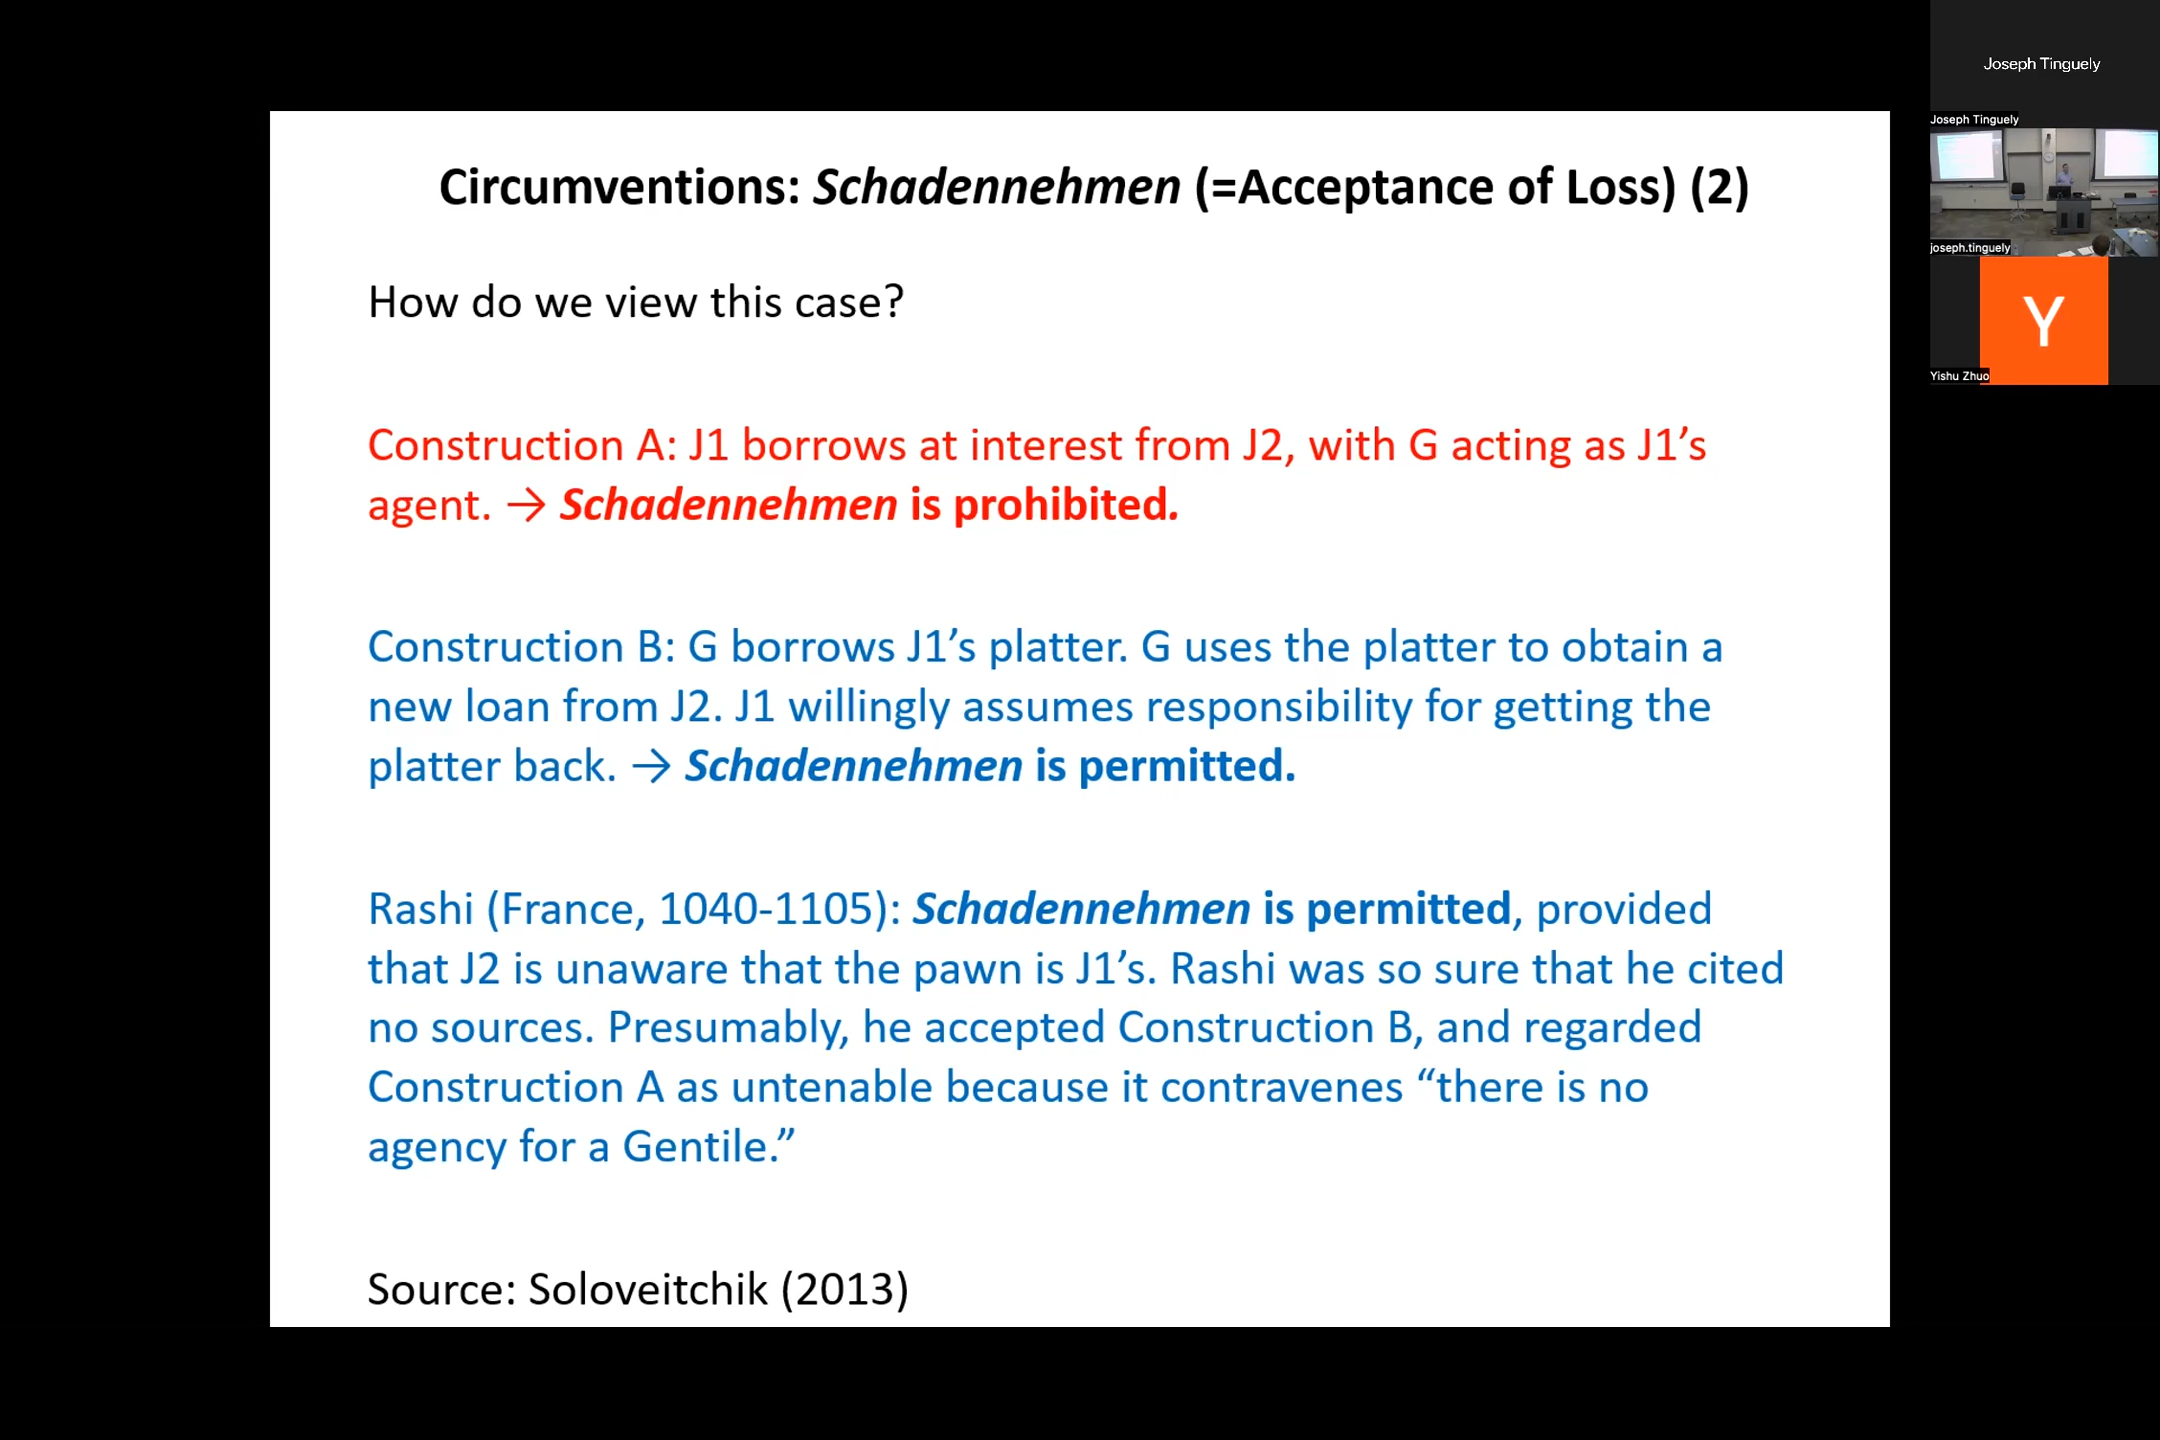 Circumventions: Schadennehmen (=Acceptance of Loss) (2)
How do we view this case?
Construction A: J1 borrows at interest from J2, with G acting as J1’s
agent. → Schadennehmen is prohibited.
Construction B: G borrows J1’s platter. G uses the platter to obtain a
new loan from J2. J1 willingly assumes responsibility for getting the
platter back. → Schadennehmen is permitted.
Rashi (France, 1040-1105): Schadennehmen is permitted, provided
that J2 is unaware that the pawn is J1’s. Rashi was so sure that he cited
no sources. Presumably, he accepted Construction B, and regarded
Construction A as untenable because it contravenes “there is no
agency for a Gentile.”
Source: Soloveitchik (2013)
Joseph Tinguely
Joseph Tinguely
joseph.tinguely
Y
Yishu Zhuo